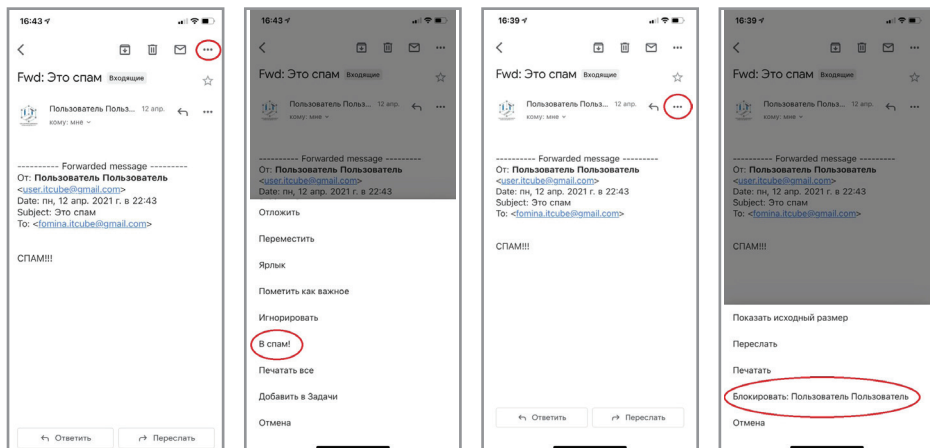 16:43
Fwd: Это спам Входящие
Пользователь Польз... 12 апр.
кому: мне
---------- Forwarded message ---------
От: Пользователь Пользователь
<user.itcube@gmail.com>
Date: пн, 12 апр. 2021 г. в 22:43
Subject: Это спам
To: <fomina.itcube@gmail.com>
СПАМ!!!
Ответить
Переслать
16:43
Fwd: Это спам Входящие
Пользователь Польз... 12 апр.
кому: мне
---------- Forwarded message ---------
От: Пользователь Пользователь
<user.itcube@gmail.com>
Date: пн, 12 апр. 2021 г. в 22:43
Отложить
Переместить
Ярлык
Пометить как важное
Игнорировать
В спам!
Печатать все
Добавить в Задачи
Отмена
16:39
Fwd: Это спам Входящие
Пользователь Польз... 12 апр.
кому: мне
---------- Forwarded message ---------
От: Пользователь Пользователь
<user.itcube@gmail.com>
Date: пн, 12 апр. 2021 г. в 22:43
Subject: Это спам
To: <fomina.itcube@gmail.com>
СПАМ!!!
Ответить
Переслать
16:39
Fwd: Это спам Входящие
Пользователь Польз... 12 апр.
кому: мне
---------- Forwarded message ---------
От: Пользователь Пользователь
<user.itcube@gmail.com>
Date: пн, 12 апр. 2021 г. в 22:43
Subject: Это спам
To: <fomina.itcube@gmail.com>
СПАМ!!!
Показать исходный размер
Переслать
Печатать
Блокировать: Пользователь Пользователь
Отмена